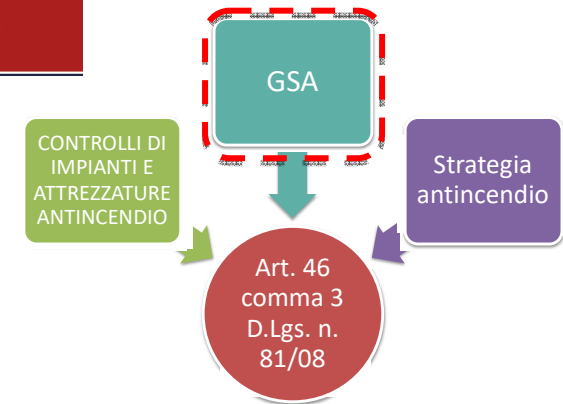 GSA
CONTROLLI DI
IMPIANTI E
ATTREZZATURE
ANTINCENDIO
Strategia
antincendio
Art. 46
comma 3
D.Lgs. n.
81/08